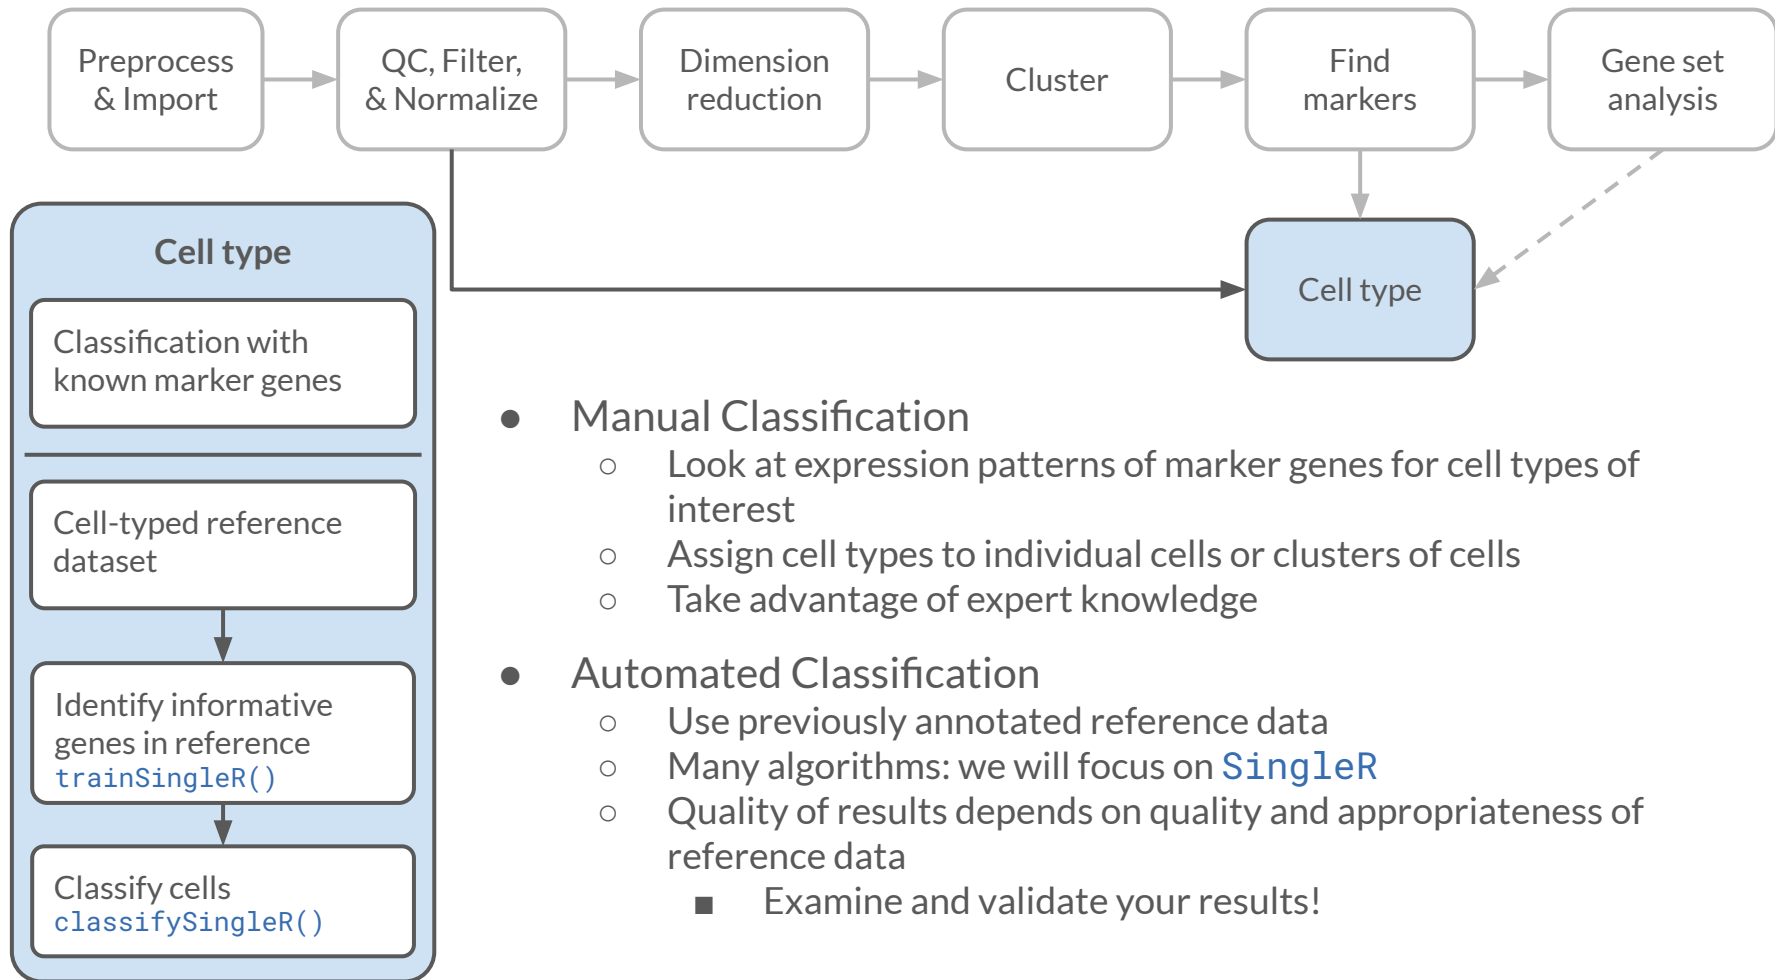 Preprocess
& Import
QC, Filter,
& Normalize
Dimension
reduction
Cluster
Find
markers
Gene set
analysis
Cell type
Cell type
Classification with
known marker genes
Cell-typed reference
dataset
Identify informative
genes in reference
trainSingleR()
Classify cells
classifySingleR()
● Manual Classification
○ Look at expression patterns of marker genes for cell types of
interest
○ Assign cell types to individual cells or clusters of cells
○ Take advantage of expert knowledge
● Automated Classification
○ Use previously annotated reference data
○ Many algorithms: we will focus on SingleR
○ Quality of results depends on quality and appropriateness of
reference data
■ Examine and validate your results!